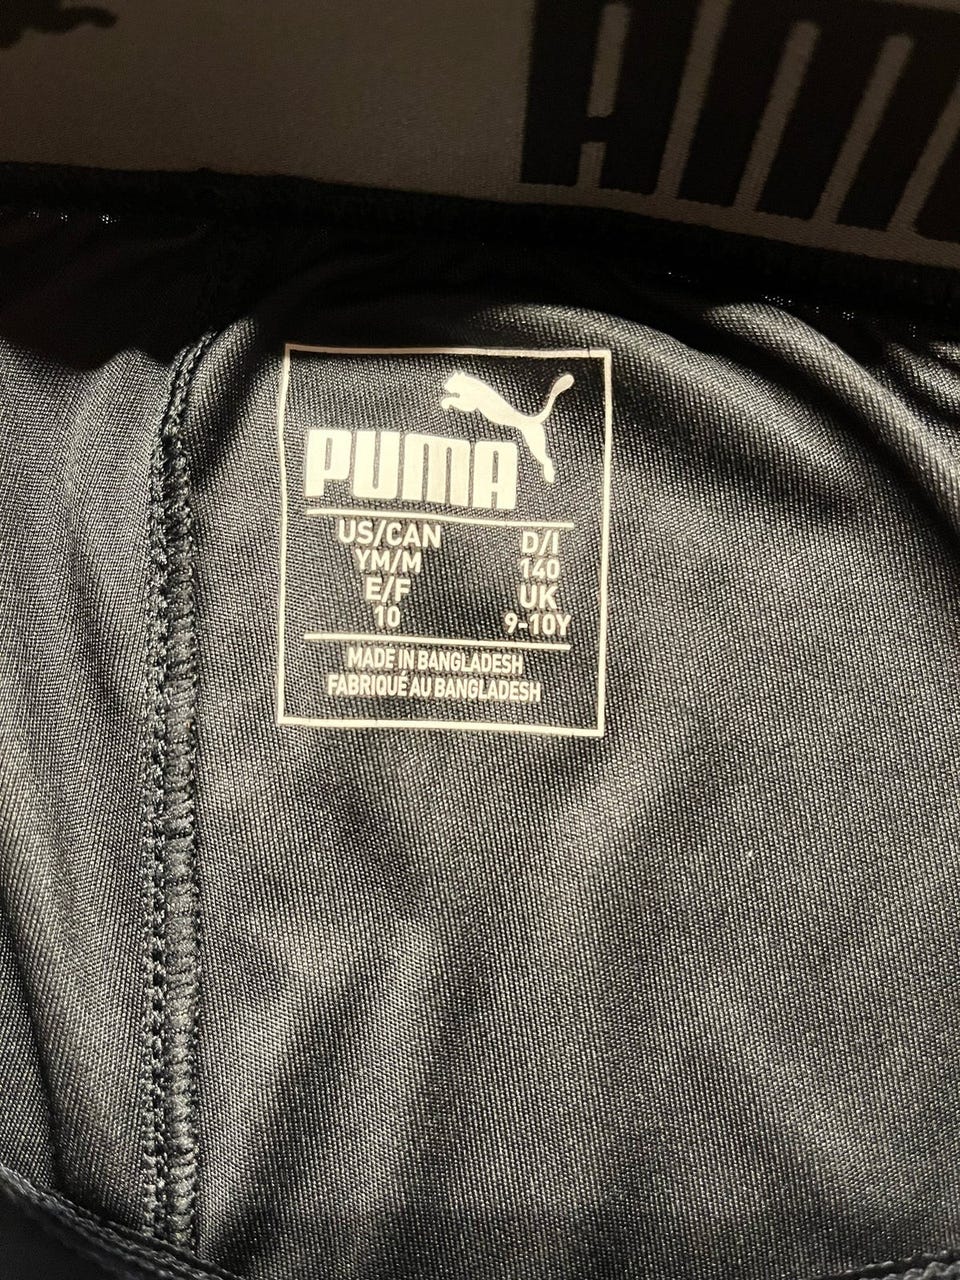 PUMA
US/CAN D/I
YM/M 140
E/F UK
10 9-10Y
MADE IN BANGLADESH
FABRIQUÉ AU BANGLADESH